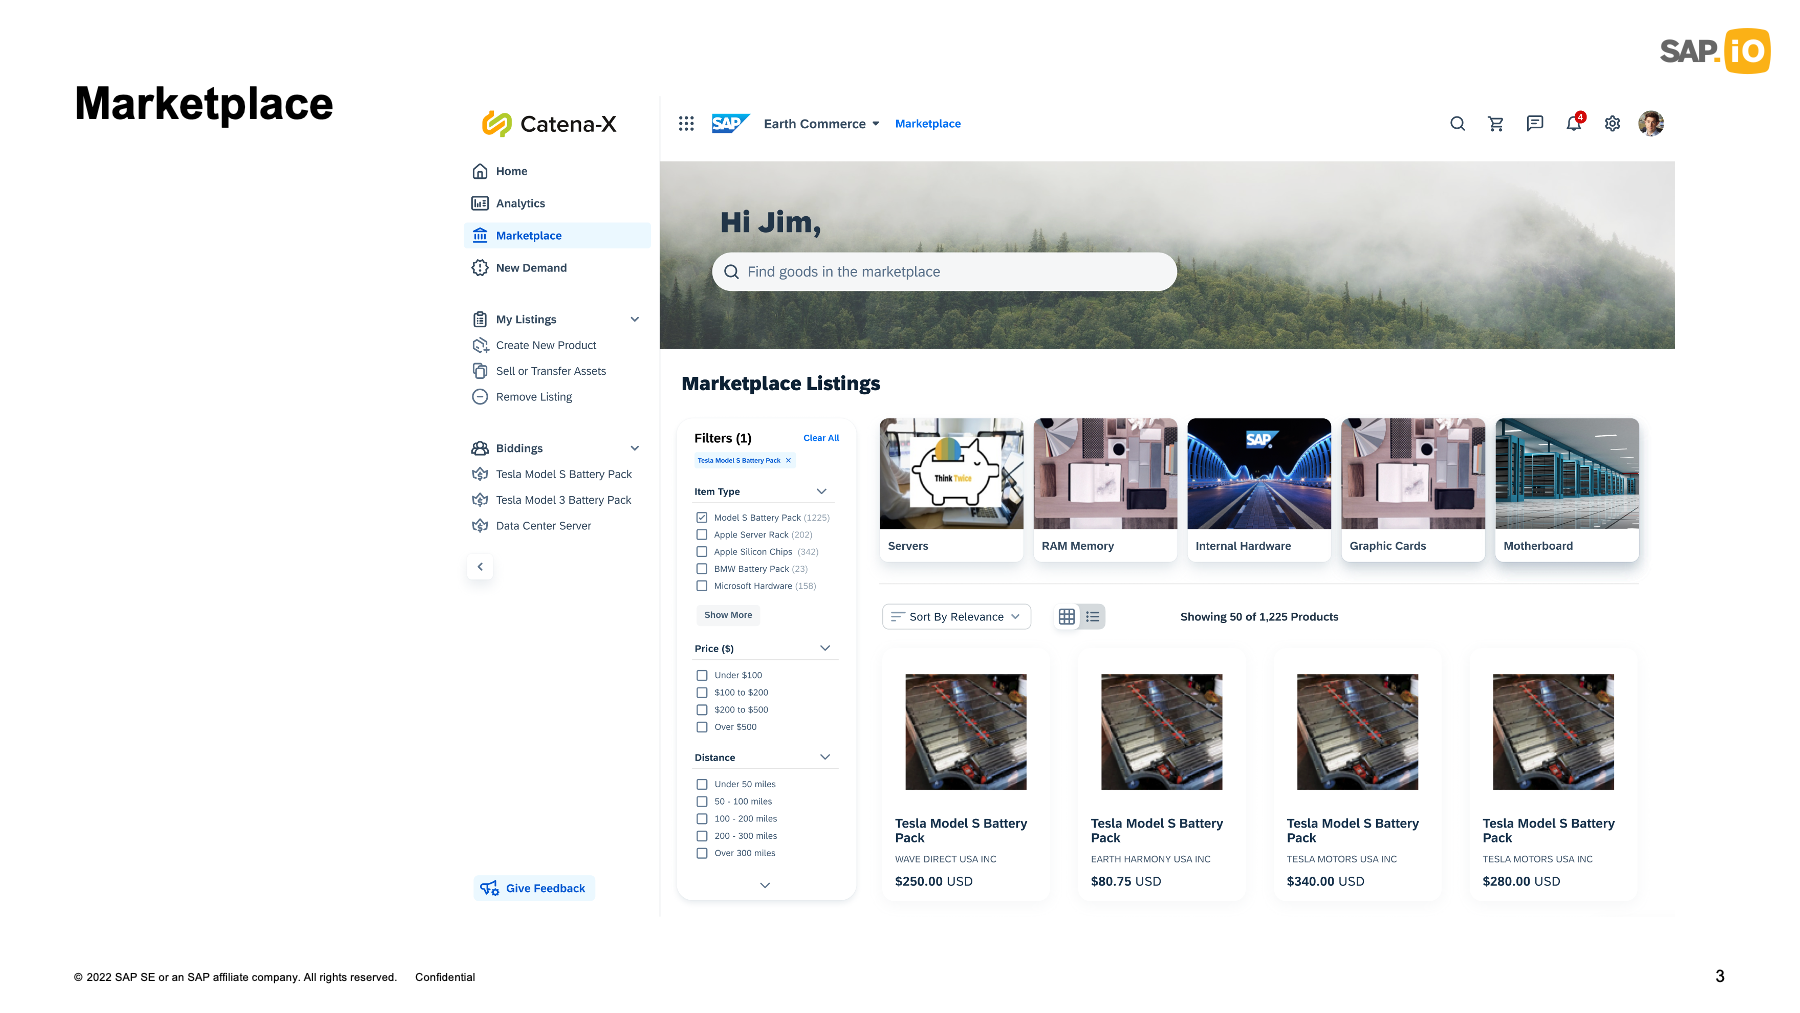 SAP.iO
Marketplace
Catena-X
SAP
Earth Commerce
Marketplace
4
Home
Analytics
Marketplace
New Demand
My Listings
Create New Product
Sell or Transfer Assets
Remove Listing
Biddings
Tesla Model S Battery Pack
Tesla Model 3 Battery Pack
Data Center Server
Give Feedback
Hi Jim,
Find goods in the marketplace
Marketplace Listings
Filters (1)
Clear All
Tesla Model S Battery Pack
Item Type
Model S Battery Pack (1225)
Apple Server Rack (202)
Apple Silicon Chips (342)
BMW Battery Pack (23)
Microsoft Hardware (158)
Show More
Price ($)
Under $100
$100 to $200
$200 to $500
Over $500
Distance
Under 50 miles
50 - 100 miles
100 - 200 miles
200 - 300 miles
Over 300 miles
Think Twice
SAP
Servers
RAM Memory
Internal Hardware
Graphic Cards
Motherboard
Sort By Relevance
Showing 50 of 1,225 Products
Tesla Model S Battery
Pack
WAVE DIRECT USA INC
$250.00 USD
Tesla Model S Battery
Pack
EARTH HARMONY USA INC
$80.75 USD
Tesla Model S Battery
Pack
TESLA MOTORS USA INC
$340.00 USD
Tesla Model S Battery
Pack
TESLA MOTORS USA INC
$280.00 USD
© 2022 SAP SE or an SAP affiliate company. All rights reserved. Confidential
3